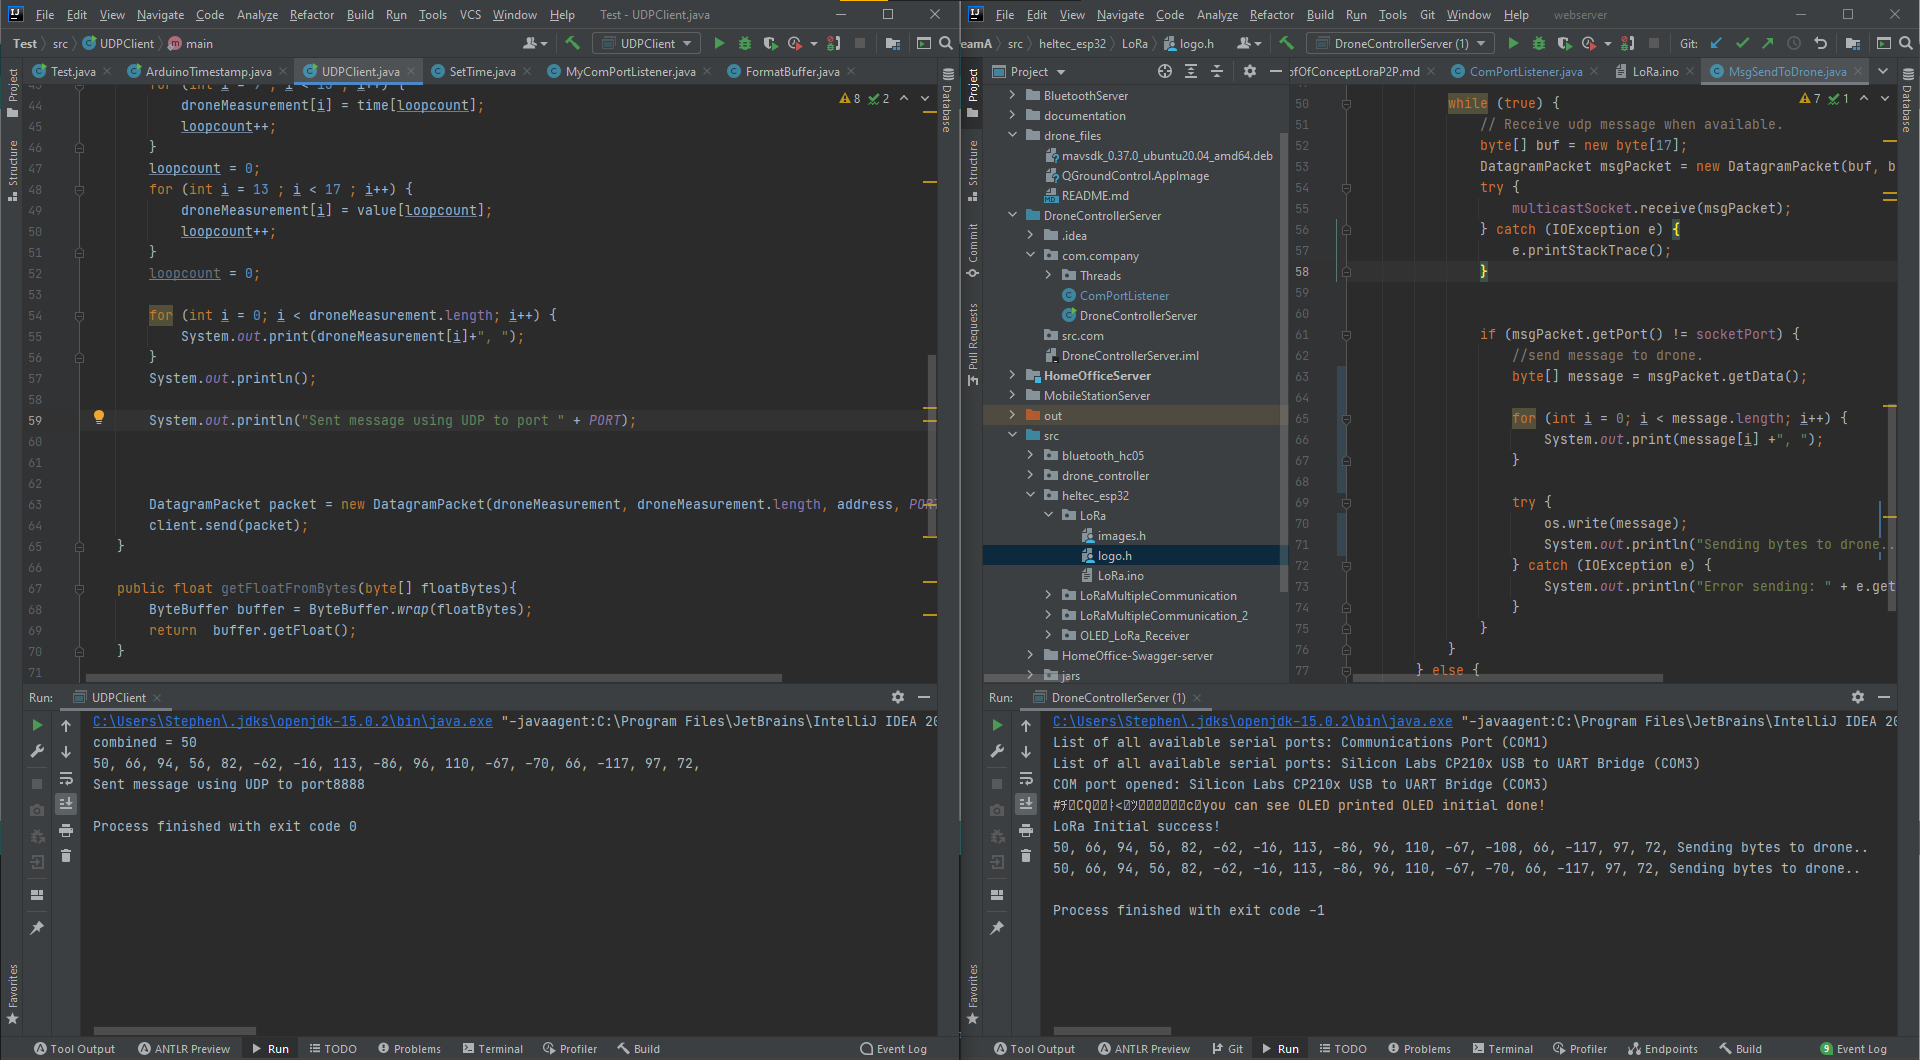 File Edit View Navigate Code Analyze Refactor Build Run Tools VCS Window Help Test - UDPClient.java
Test src UDPClient main UDPClient
Test.java ArduinoTimestamp.java UDPClient.java SetTime.java MyComPortListener.java FormatBuffer.java
Project
Structure
Favorites
Database
8 2
44 droneMeasurement[i] = time[loopcount];
45 loopcount++;
46 }
47 loopcount = 0;
48 for (int i = 13 ; i < 17 ; i++) {
49 droneMeasurement[i] = value[loopcount];
50 loopcount++;
51 }
52 loopcount = 0;
53
54 for (int i = 0; i < droneMeasurement.length; i++) {
55 System.out.print(droneMeasurement[i]+", ");
56 }
57 System.out.println();
58
59 System.out.println("Sent message using UDP to port " + PORT);
60
61
62
63 DatagramPacket packet = new DatagramPacket(droneMeasurement, droneMeasurement.length, address, PORT
64 client.send(packet);
65 }
66
67 public float getFloatFromBytes(byte[] floatBytes){
68 ByteBuffer buffer = ByteBuffer.wrap(floatBytes);
69 return buffer.getFloat();
70 }
71
Run: UDPClient
C:\Users\Stephen\.jdks\openjdk-15.0.2\bin\java.exe "-javaagent:C:\Program Files\JetBrains\IntelliJ IDEA 20
combined = 50
50, 66, 94, 56, 82, -62, -16, 113, -86, 96, 110, -67, -70, 66, -117, 97, 72,
Sent message using UDP to port8888
Process finished with exit code 0
Tool Output ANTLR Preview Run TODO Problems Terminal Profiler Build Event Log
File Edit View Navigate Code Analyze Refactor Build Run Tools Git Window Help webserver
reamA src heltec_esp32 LoRa logo.h DroneControllerServer (1) Git:
Project
ofOfConceptLoraP2P.md ComPortListener.java LoRa.ino MsgSendToDrone.java
Project
Structure
Commit
Pull Requests
Favorites
Database
BluetoothServer
documentation
drone_files
mavsdk_0.37.0_ubuntu20.04_amd64.deb
QGroundControl.AppImage
README.md
DroneControllerServer
.idea
com.company
Threads
ComPortListener
DroneControllerServer
src.com
DroneControllerServer.iml
HomeOfficeServer
MobileStationServer
out
src
bluetooth_hc05
drone_controller
heltec_esp32
LoRa
images.h
logo.h
LoRa.ino
LoRaMultipleCommunication
LoRaMultipleCommunication_2
OLED_LoRa_Receiver
HomeOffice-Swagger-server
jars
7 1
50 while (true) {
51 // Receive udp message when available.
52 byte[] buf = new byte[17];
53 DatagramPacket msgPacket = new DatagramPacket(buf, b
54 try {
55 multicastSocket.receive(msgPacket);
56 } catch (IOException e) {
57 e.printStackTrace();
58 }
59
60
61 if (msgPacket.getPort() != socketPort) {
62 //send message to drone.
63 byte[] message = msgPacket.getData();
64
65 for (int i = 0; i < message.length; i++) {
66 System.out.print(message[i] +", ");
67 }
68
69 try {
70 os.write(message);
71 System.out.println("Sending bytes to drone..
72 } catch (IOException e) {
73 System.out.println("Error sending: " + e.get
74 }
75 }
76 }
77 } else {
Run: DroneControllerServer (1)
C:\Users\Stephen\.jdks\openjdk-15.0.2\bin\java.exe "-javaagent:C:\Program Files\JetBrains\IntelliJ IDEA 20
List of all available serial ports: Communications Port (COM1)
List of all available serial ports: Silicon Labs CP210x USB to UART Bridge (COM3)
COM port opened: Silicon Labs CP210x USB to UART Bridge (COM3)
you can see OLED printed OLED initial done!
LoRa Initial success!
50, 66, 94, 56, 82, -62, -16, 113, -86, 96, 110, -67, -108, 66, -117, 97, 72, Sending bytes to drone..
50, 66, 94, 56, 82, -62, -16, 113, -86, 96, 110, -67, -70, 66, -117, 97, 72, Sending bytes to drone..
Process finished with exit code -1
Tool Output ANTLR Preview Git Run TODO Problems Terminal Profiler Endpoints Build 9 Event Log